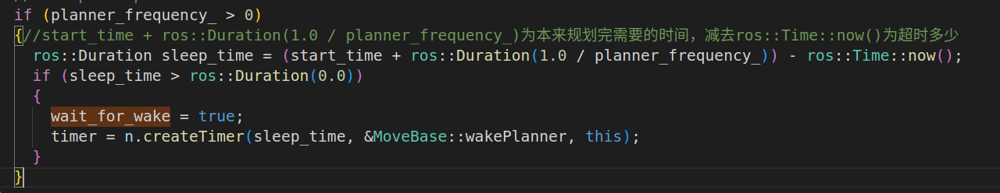 if (planner_frequency_ > 0)
{//start_time + ros::Duration(1.0 / planner_frequency_)为本来规划完需要的时间，减去ros::Time::now()为超时多少
ros::Duration sleep_time = (start_time + ros::Duration(1.0 / planner_frequency_)) - ros::Time::now();
if (sleep_time > ros::Duration(0.0))
{
wait_for_wake = true;
timer = n.createTimer(sleep_time, &MoveBase::wakePlanner, this);
}
}